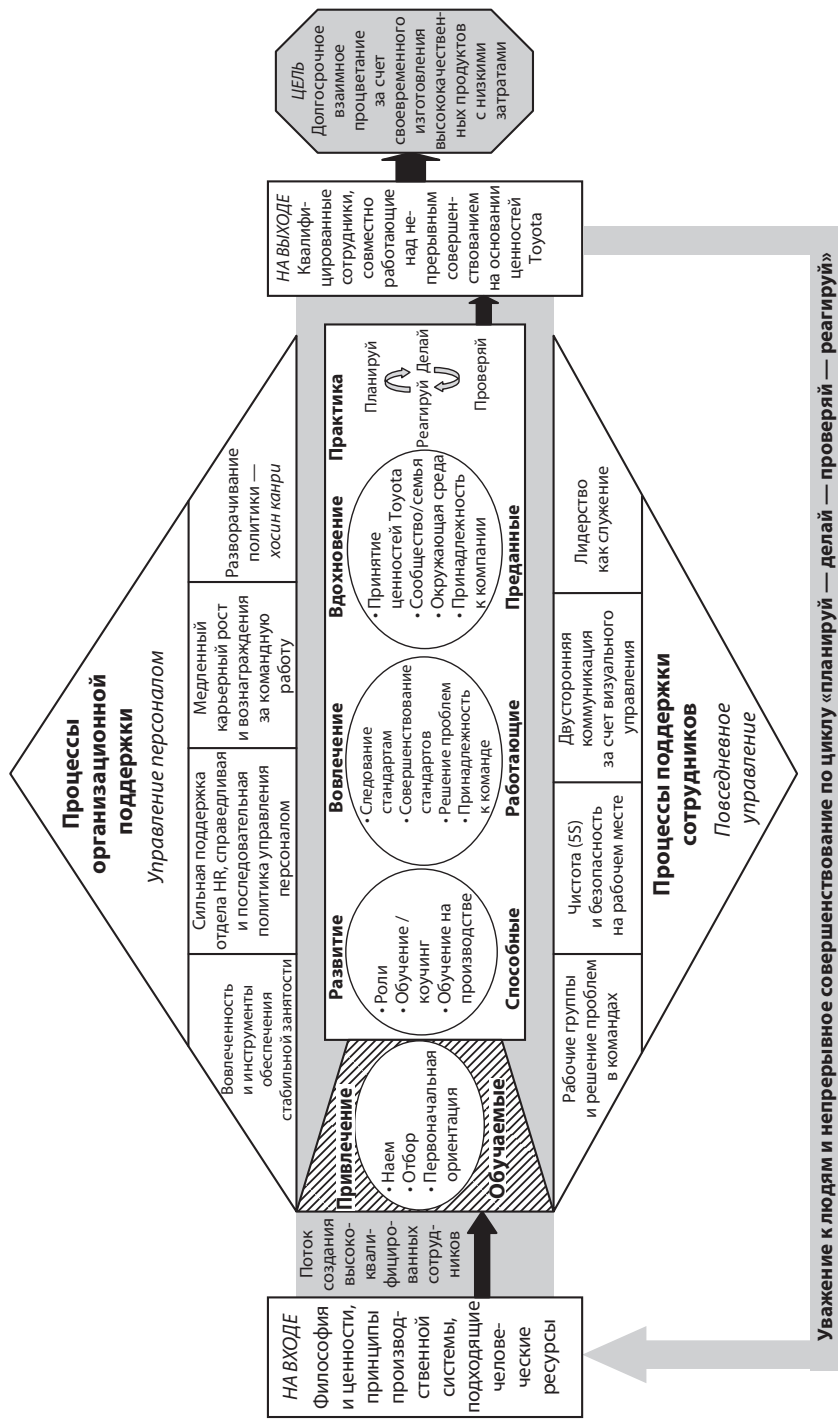 НА ВХОДЕ
Философия
и ценности,
принципы
производ-
ственной
системы,
подходящие
челове-
ческие
ресурсы
Поток
создания
высоко-
квали-
фициро-
ванных
сотруд-
ников
Процессы
организационной
поддержки
Управление персоналом
Вовлеченность
и инструменты
обеспечения
стабильной занятости
Сильная поддержка
отдела HR, справедливая
и последовательная
политика управления
персоналом
Медленный
карьерный рост
и вознаграждения
за командную
работу
Разворачивание
политики —
хосин канри
Привлечение
• Наем
• Отбор
• Первоначальная
ориентация
Обучаемые
Развитие
• Роли
• Обучение /
коучинг
• Обучение на
производстве
Способные
Вовлечение
• Следование
стандартам
• Совершенствование
стандартов
• Решение проблем
• Принадлежность
к команде
Работающие
Вдохновение
• Принятие
ценностей Toyota
• Сообщество/семья
• Окружающая среда
• Принадлежность
к компании
Преданные
Практика
Планируй
Реагируй Делай
Проверяй
Рабочие группы
и решение проблем
в командах
Чистота (5S)
и безопасность
на рабочем месте
Двусторонняя
коммуникация
за счет визуального
управления
Лидерство
как служение
Процессы поддержки
сотрудников
Повседневное
управление
НА ВЫХОДЕ
Квалифи-
цированные
сотрудники,
совместно
работающие
над не-
прерывным
совершен-
ствованием
на основании
ценностей
Toyota
ЦЕЛЬ
Долгосрочное
взаимное
процветание
за счет
своевременного
изготовления
высококачествен-
ных продуктов
с низкими
затратами
Уважение к людям и непрерывное совершенствование по циклу «планируй — делай — проверяй — реагируй»